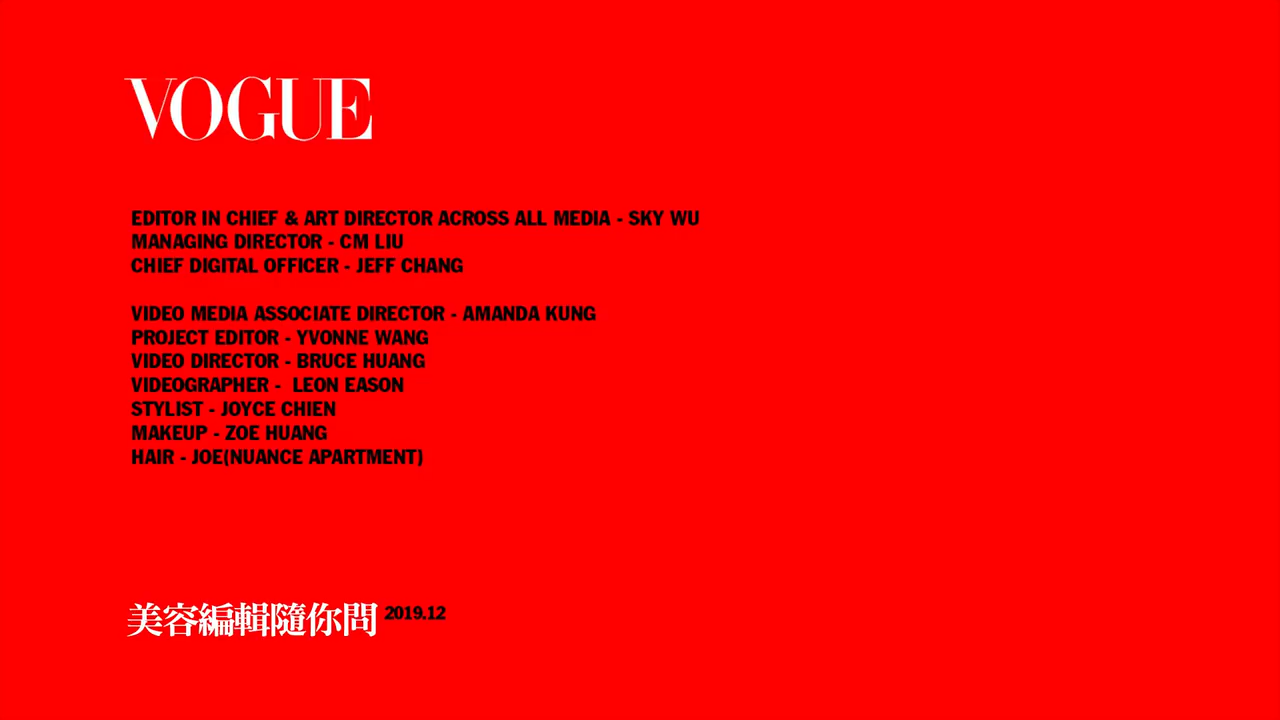 VOGUE
EDITOR IN CHIEF & ART DIRECTOR ACROSS ALL MEDIA - SKY WU
MANAGING DIRECTOR - CM LIU
CHIEF DIGITAL OFFICER - JEFF CHANG
VIDEO MEDIA ASSOCIATE DIRECTOR - AMANDA KUNG
PROJECT EDITOR - YVONNE WANG
VIDEO DIRECTOR - BRUCE HUANG
VIDEOGRAPHER -  LEON EASON
STYLIST - JOYCE CHIEN
MAKEUP - ZOE HUANG
HAIR - JOE(NUANCE APARTMENT)
美容編輯隨你問 2019.12